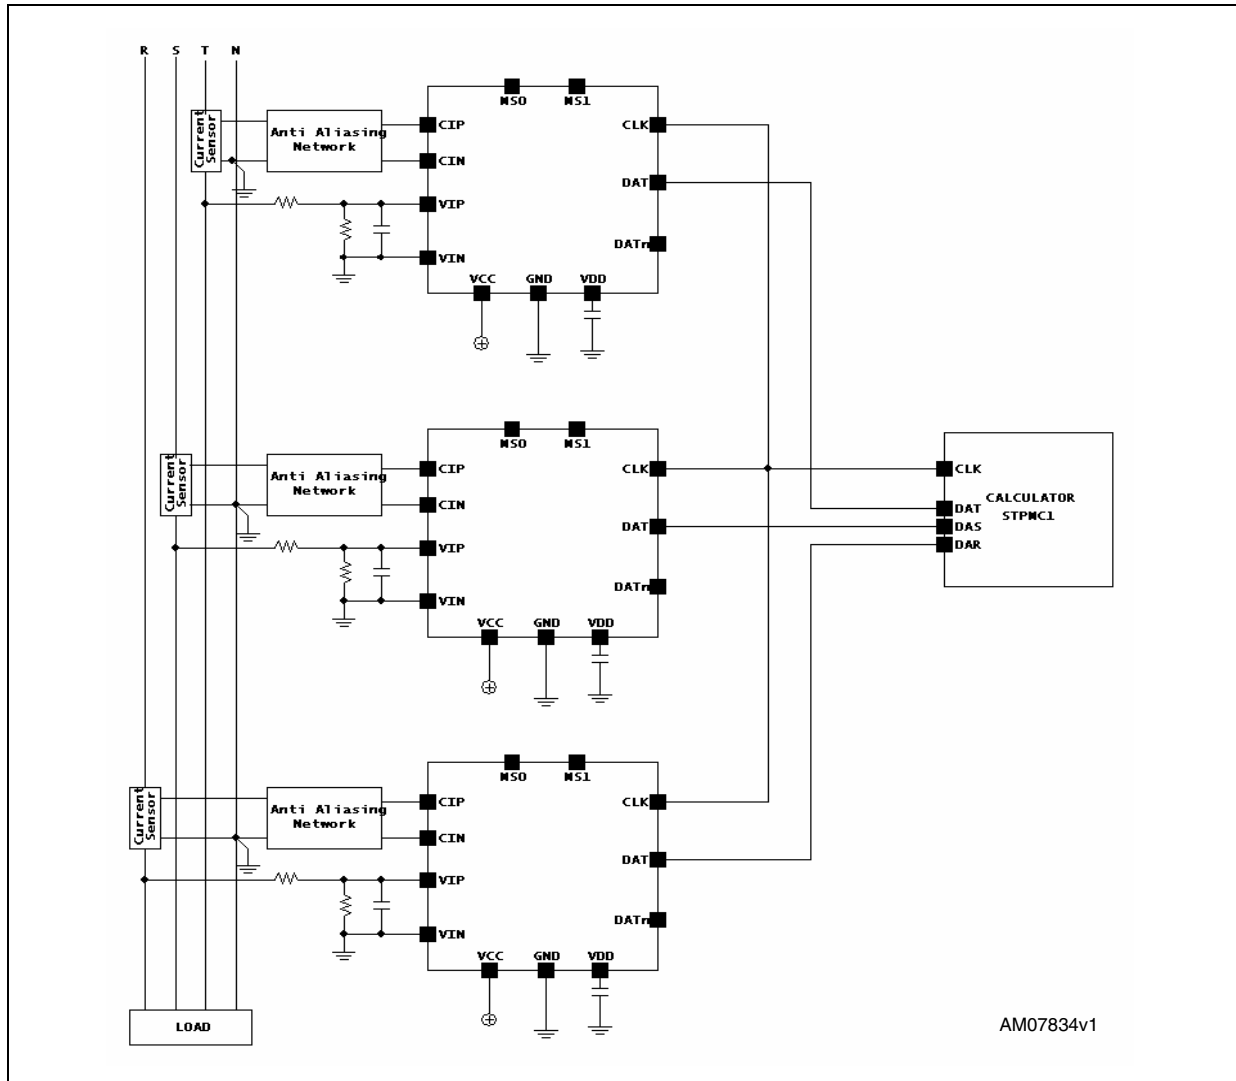 R S T N
MS0 MS1
Current Sensor
Anti Aliasing
Network
CIP
CIN
VIP
VIN
CLK
DAT
DATn
VCC GND VDD
MS0 MS1
Current Sensor
Anti Aliasing
Network
CIP
CIN
VIP
VIN
CLK
DAT
DATn
VCC GND VDD
CLK
DAT
DAS
DAR
CALCULATOR
STPMC1
MS0 MS1
Current Sensor
Anti Aliasing
Network
CIP
CIN
VIP
VIN
CLK
DAT
DATn
VCC GND VDD
LOAD
AM07834v1